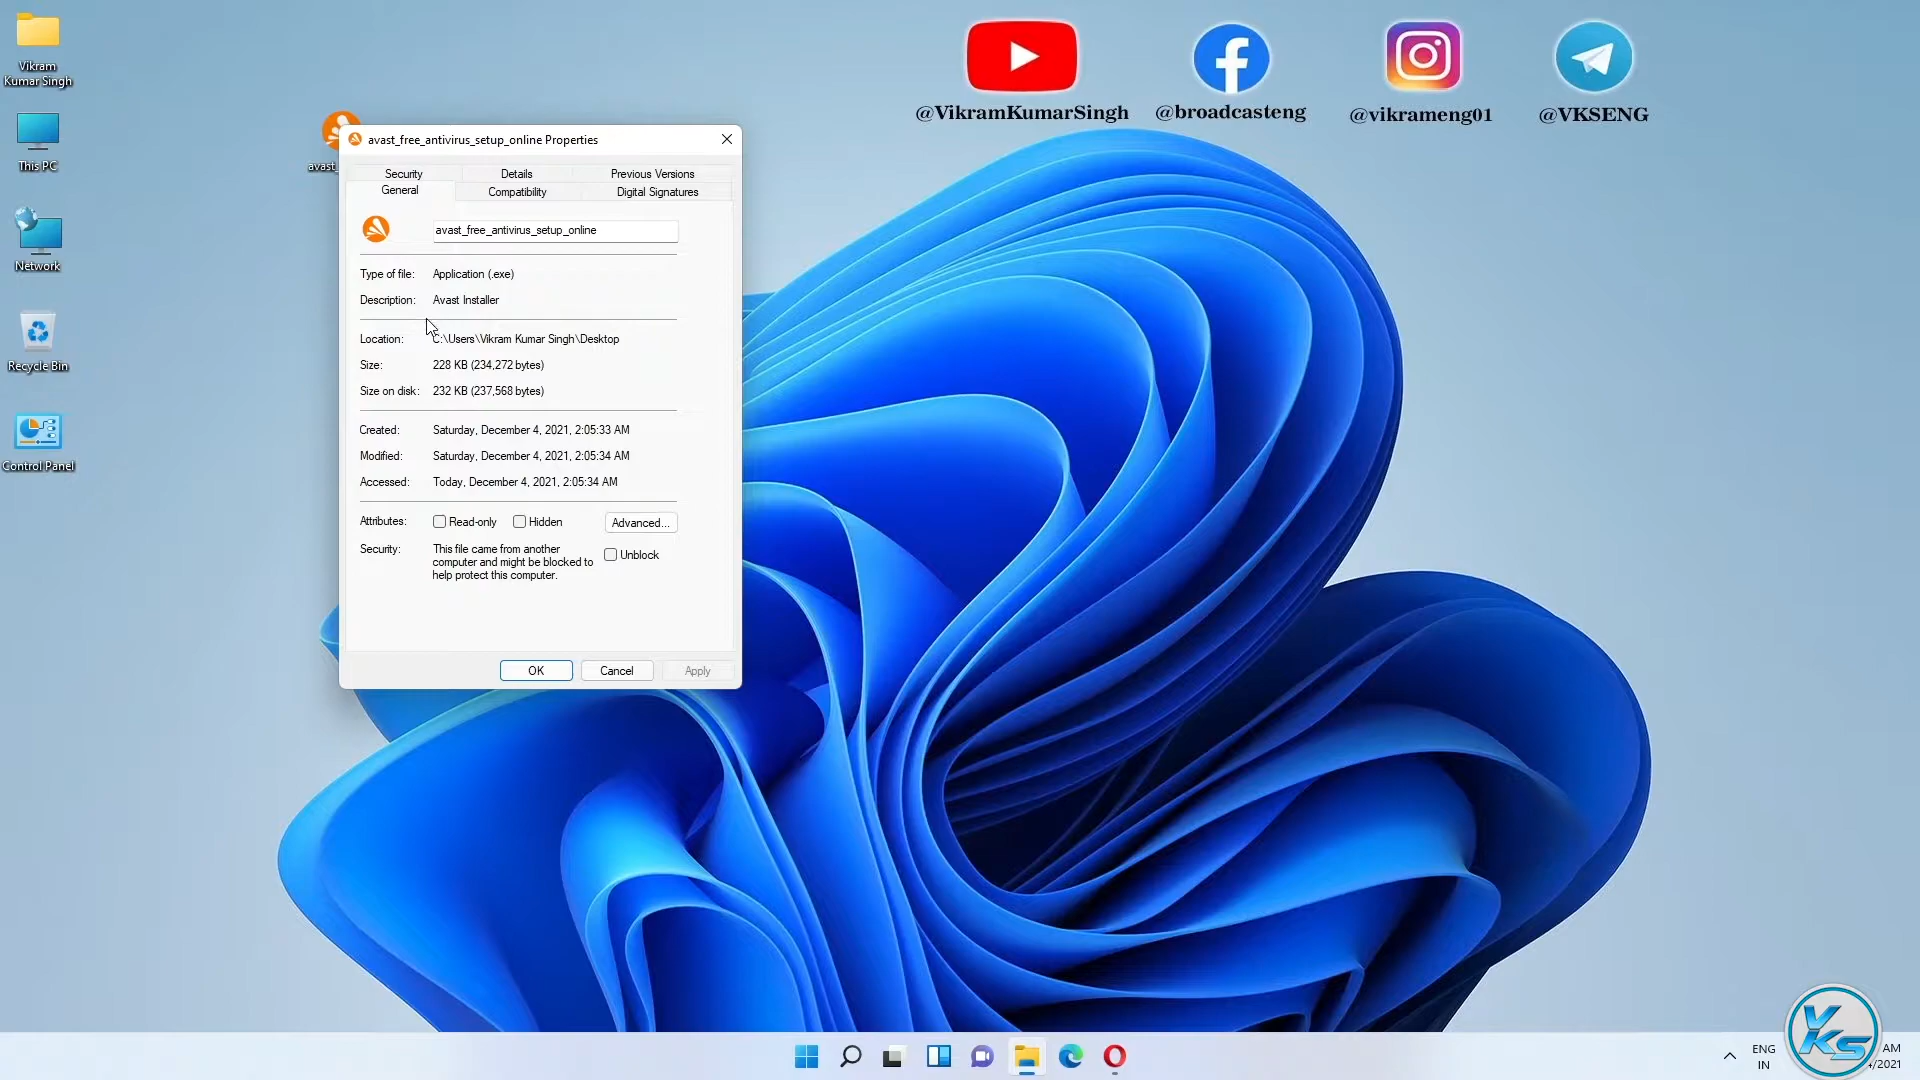 Vikram
Kumar Singh
This PC
Network
Recycle Bin
Control Panel
@VikramKumarSingh
@broadcasteng
@vikrameng01
@VKSENG
avast_
avast_free_antivirus_setup_online Properties
Security
Details
Previous Versions
General
Compatibility
Digital Signatures
avast_free_antivirus_setup_online
Type of file: Application (.exe)
Description: Avast Installer
Location: C:\Users\Vikram Kumar Singh\Desktop
Size: 228 KB (234,272 bytes)
Size on disk: 232 KB (237,568 bytes)
Created: Saturday, December 4, 2021, 2:05:33 AM
Modified: Saturday, December 4, 2021, 2:05:34 AM
Accessed: Today, December 4, 2021, 2:05:34 AM
Attributes: Read-only Hidden Advanced...
Security: This file came from another
computer and might be blocked to
help protect this computer.
Unblock
OK
Cancel
Apply
ENG
IN
VKS
AM
4/2021